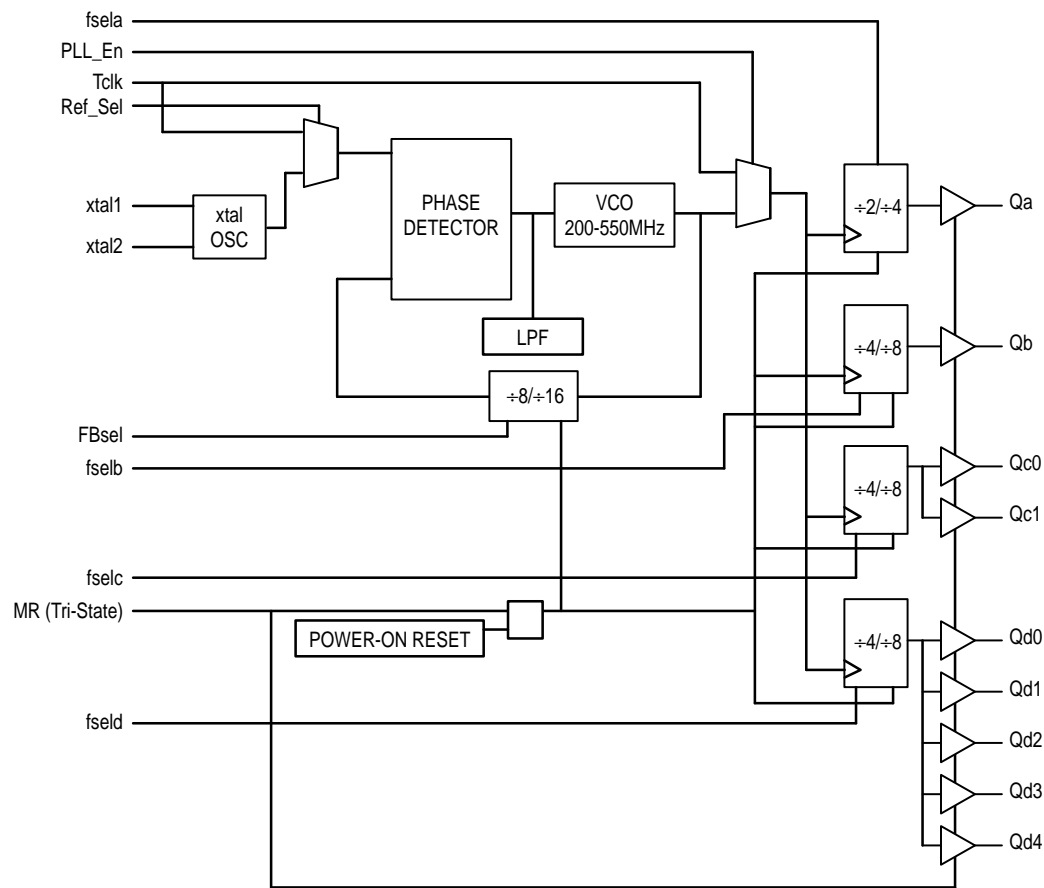 fsela
PLL_En
Tclk
Ref_Sel
xtal1
xtal2
xtal
OSC
PHASE
DETECTOR
VCO
200-550MHz
LPF
÷8/÷16
FBsel
fselb
fselc
MR (Tri-State)
POWER-ON RESET
fseld
÷2/÷4
÷4/÷8
÷4/÷8
÷4/÷8
Qa
Qb
Qc0
Qc1
Qd0
Qd1
Qd2
Qd3
Qd4